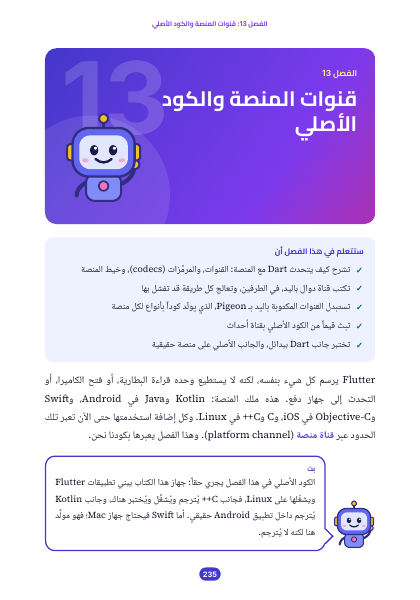 الفصل 13: قنوات المنصة والكود الأصلي
13
الفصل 13
قنوات المنصة والكود
الأصلي
ستتعلم في هذا الفصل أن
✓ تشرح كيف يتحدث Dart مع المنصة: القنوات، والمرمّزات (codecs)، وخيط المنصة
✓ تكتب قناة دوال باليد، في الطرفين، وتعالج كل طريقة قد تفشل بها
✓ تستبدل القنوات المكتوبة باليد بـ Pigeon، الذي يولّد كوداً بأنواع لكل منصة
✓ تبث قيماً من الكود الأصلي بقناة أحداث
✓ تختبر جانب Dart ببدائل، والجانب الأصلي على منصة حقيقية
Flutter يرسم كل شيء بنفسه، لكنه لا يستطيع وحده قراءة البطارية، أو فتح الكاميرا، أو
التحدث إلى جهاز دفع. هذه ملك المنصة: Kotlin وJava في Android، وSwift
وObjective-C في iOS، وC وC++ في Linux. وكل إضافة استخدمتها حتى الآن تعبر تلك
الحدود عبر قناة منصة (platform channel). وهذا الفصل يعبرها بكودنا نحن.
بت
الكود الأصلي في هذا الفصل يجري حقاً: جهاز هذا الكتاب يبني تطبيقات Flutter
ويشغّلها على Linux، فجانب C++ يُترجم ويُشغَّل ويُختبر هناك، وجانب Kotlin
يُترجم داخل تطبيق Android حقيقي. أما Swift فيحتاج جهاز Mac؛ فهو مولَّد
هنا لكنه لا يُترجم.
235